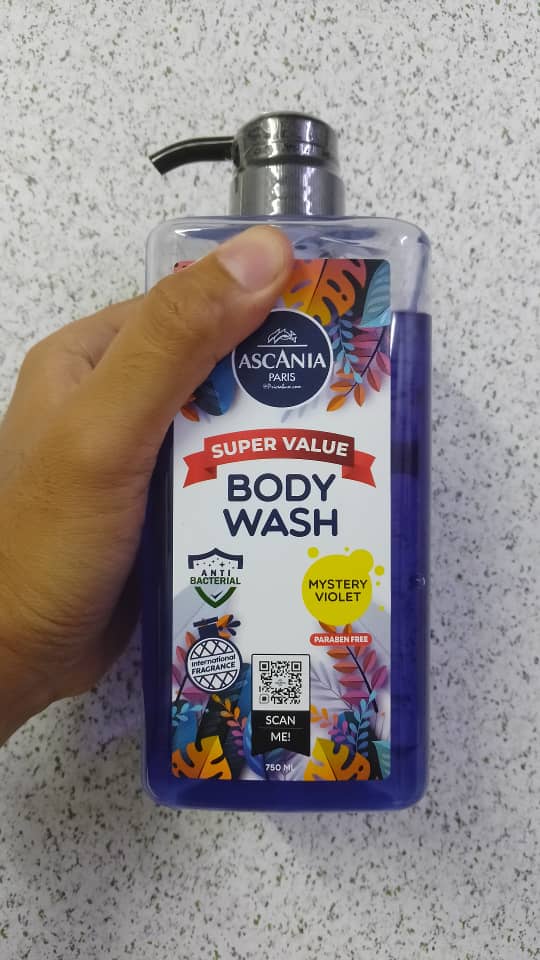 ASCANIA
PARIS
SUPER VALUE
BODY
WASH
ANTI
BACTERIAL
MYSTERY
VIOLET
PARABEN FREE
International
FRAGRANCE
SCAN
ME!
750 ML